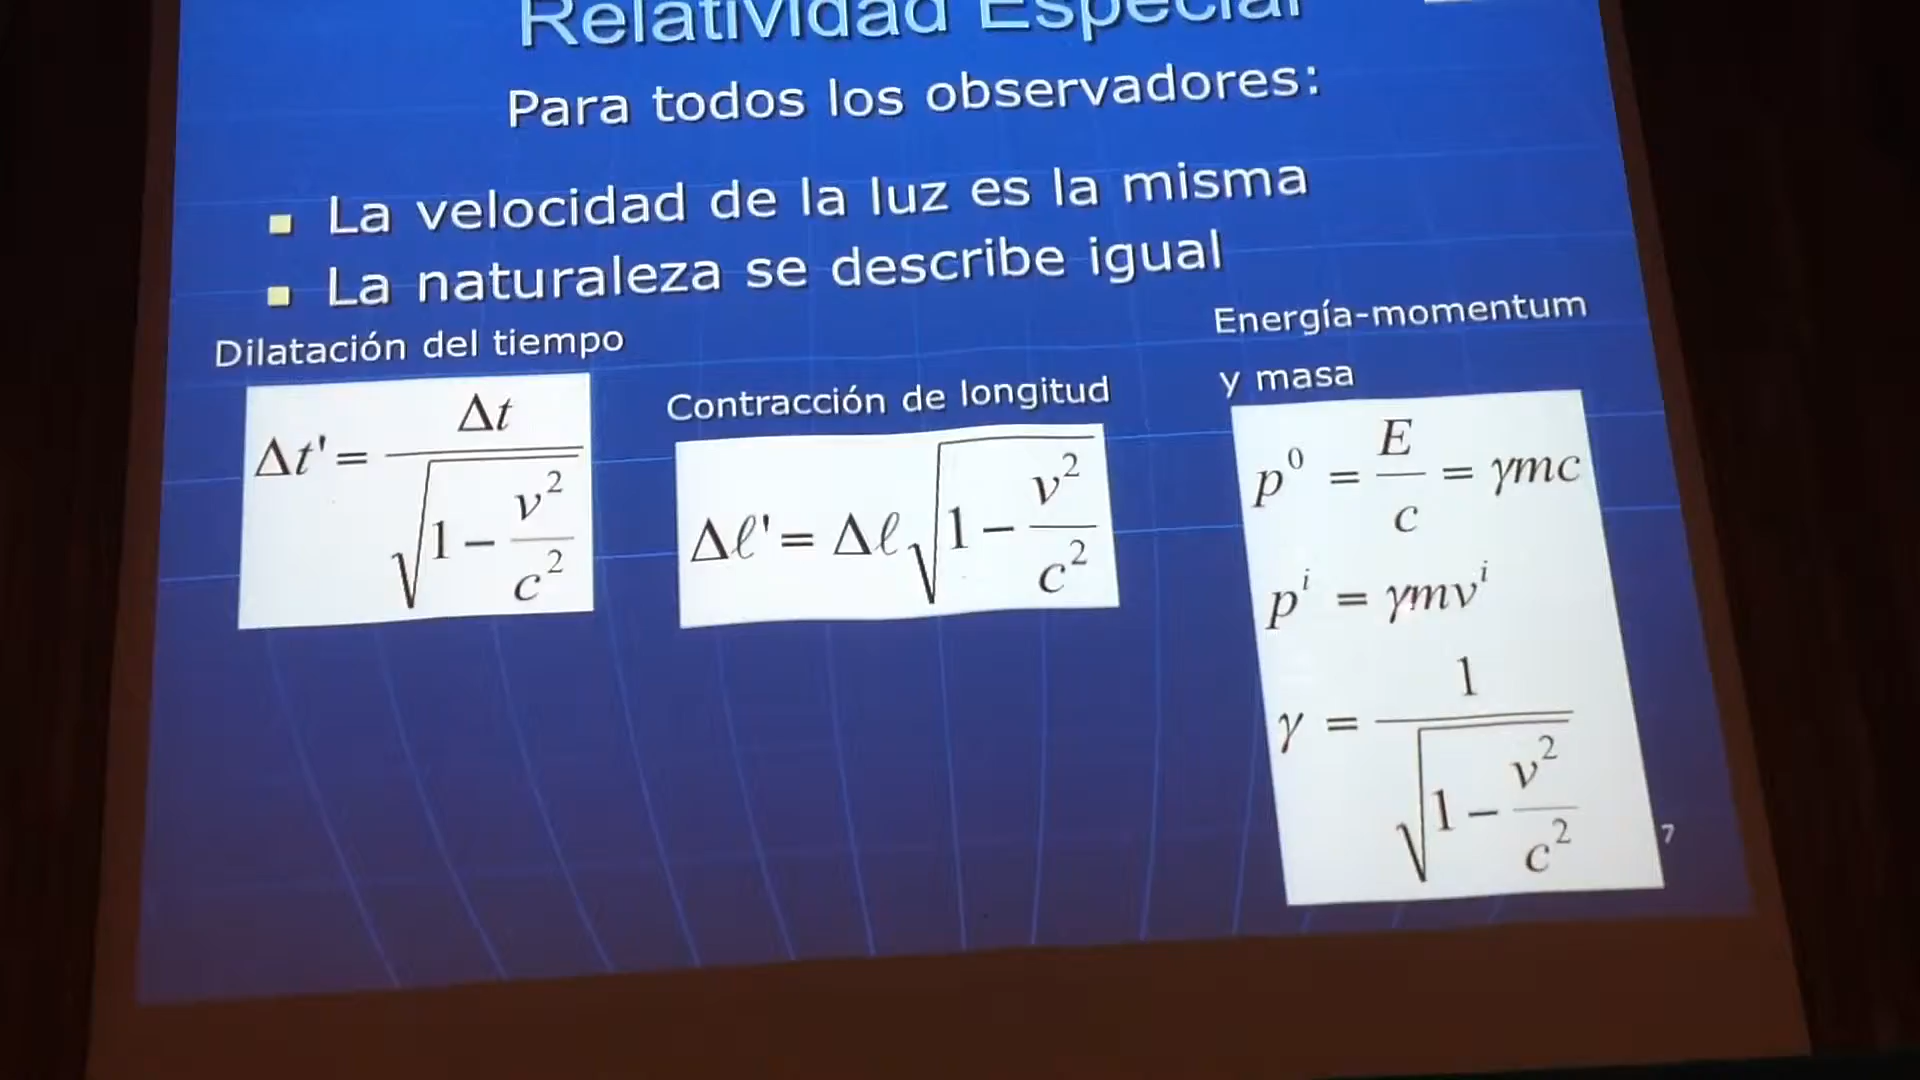 Relatividad Especial
Para todos los observadores:
▪ La velocidad de la luz es la misma
▪ La naturaleza se describe igual
Dilatación del tiempo
Δt' = Δt / √(1 − v²/c²)
Contracción de longitud
Δℓ' = Δℓ √(1 − v²/c²)
Energía-momentum
y masa
p⁰ = E/c = γmc
pⁱ = γmvⁱ
γ = 1 / √(1 − v²/c²)
7